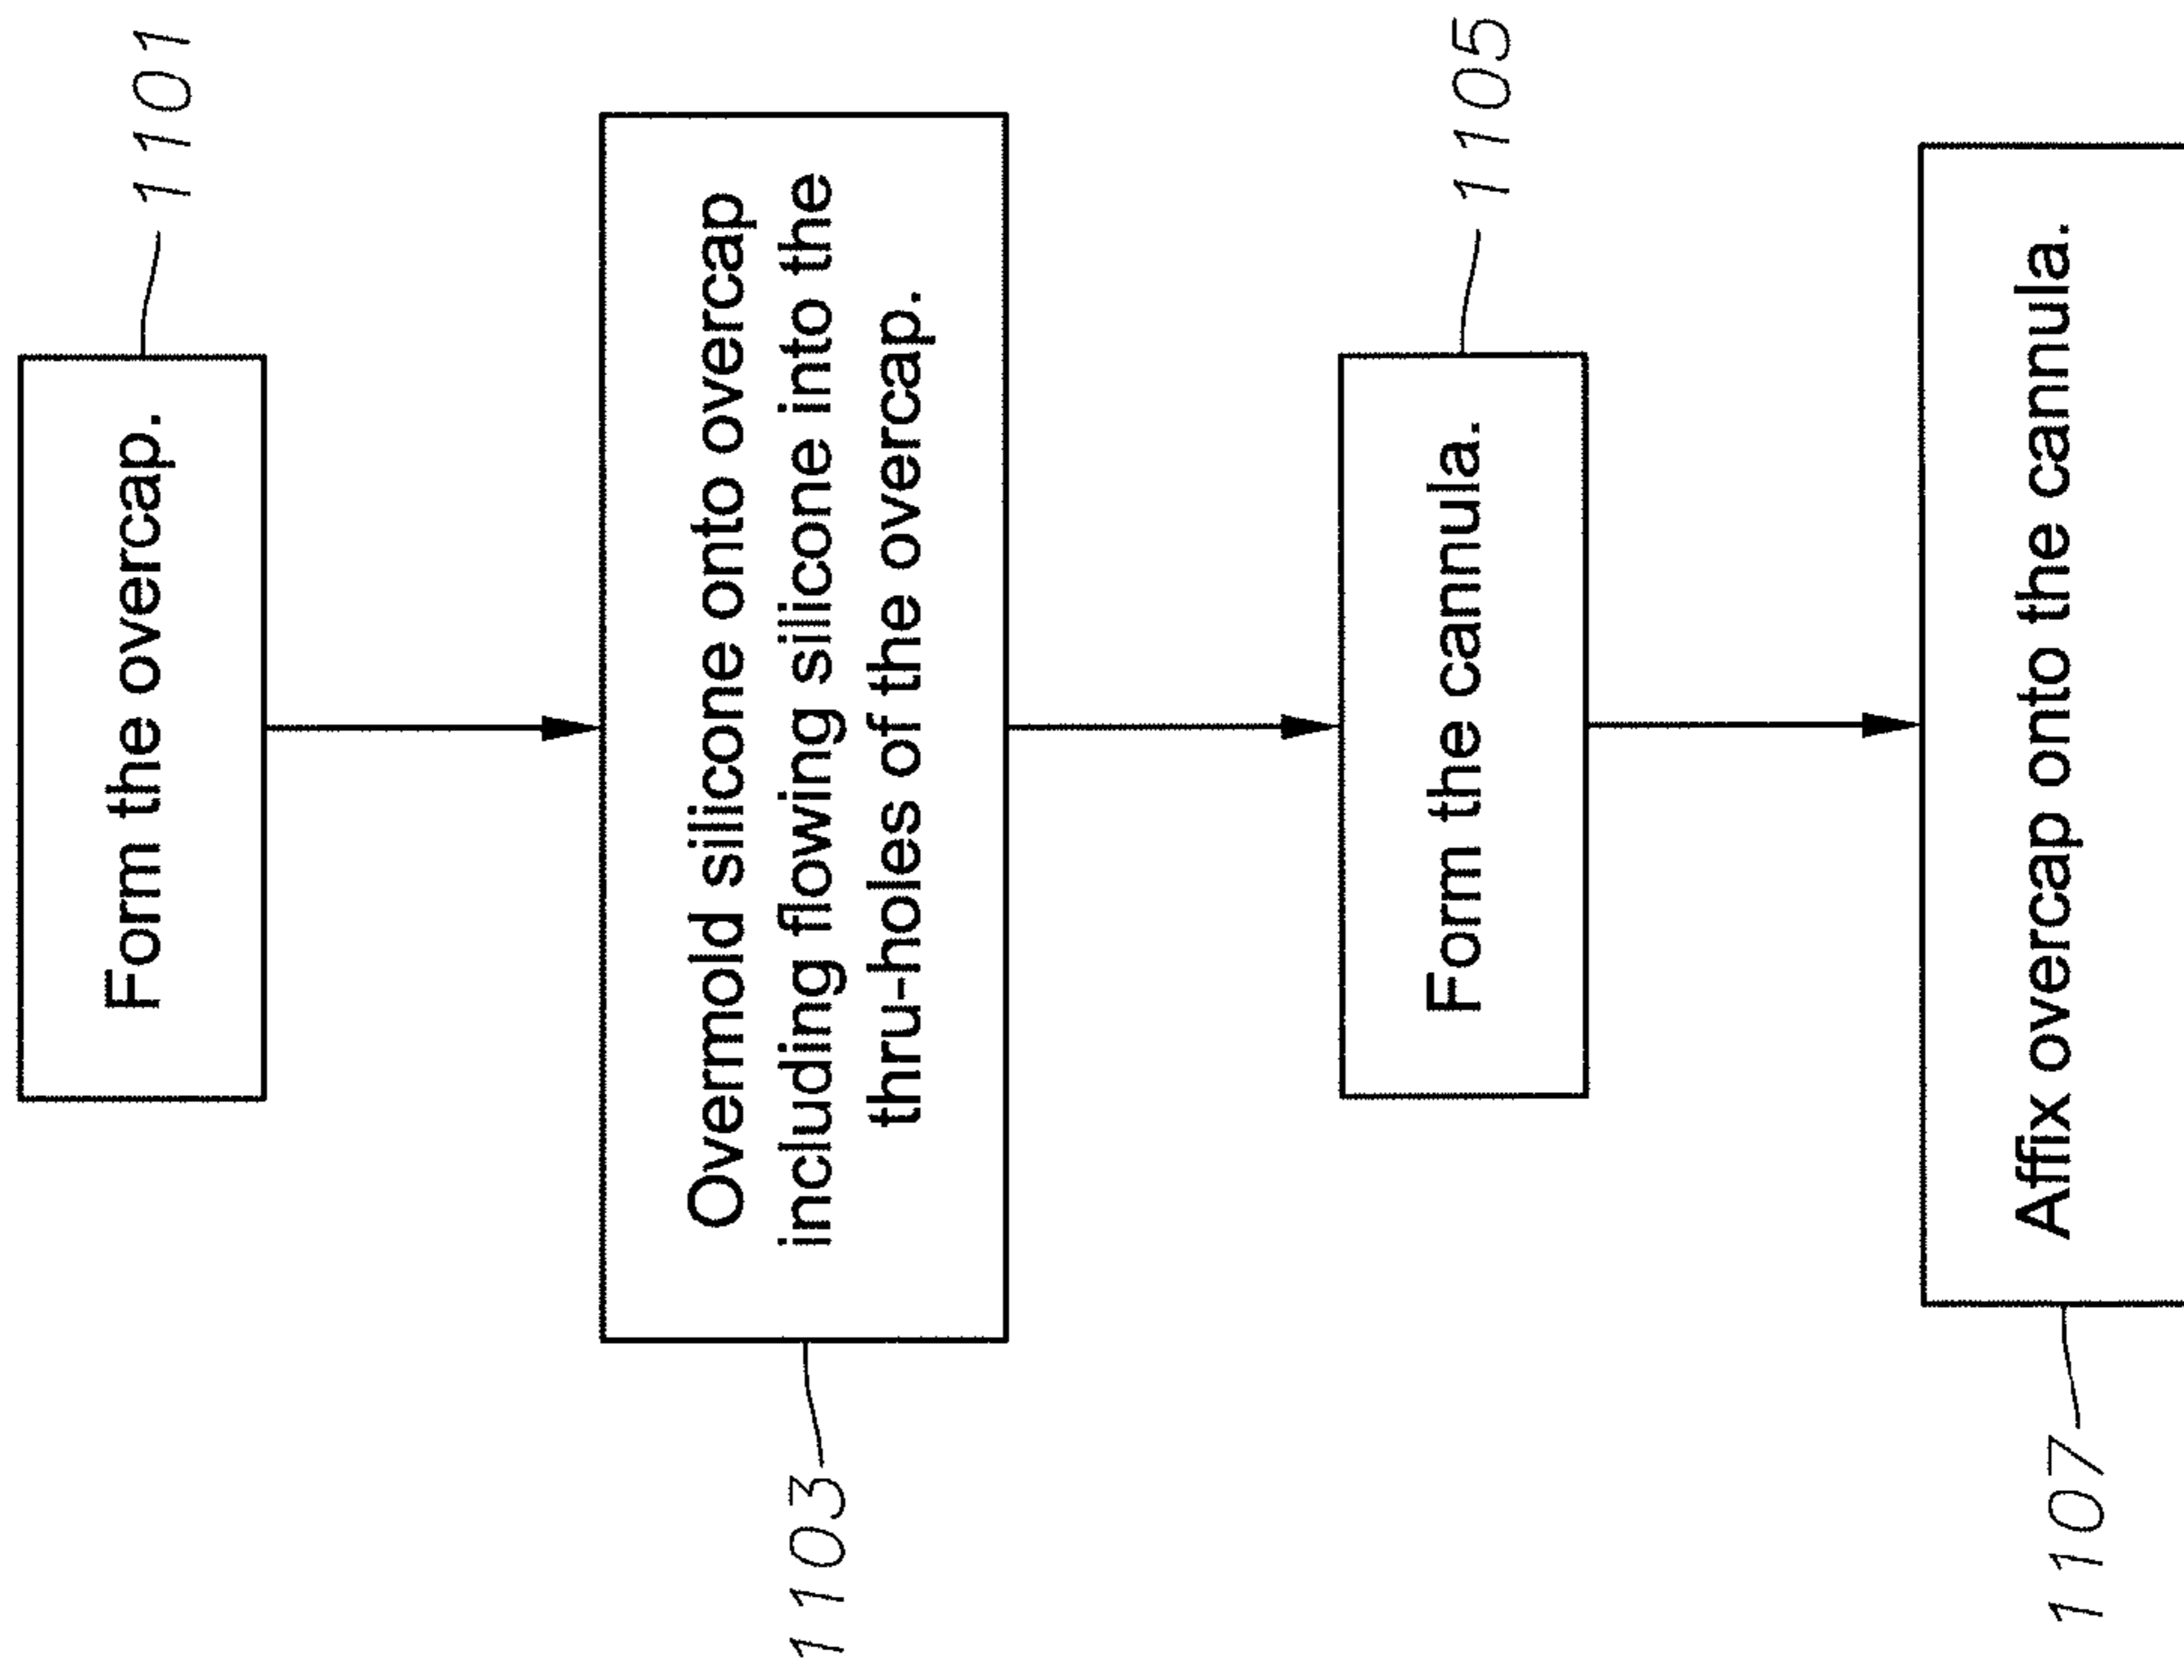 Form the overcap.
1101
Overmold silicone onto overcap
including flowing silicone into the
thru-holes of the overcap.
1103
Form the cannula.
1105
Affix overcap onto the cannula.
1107